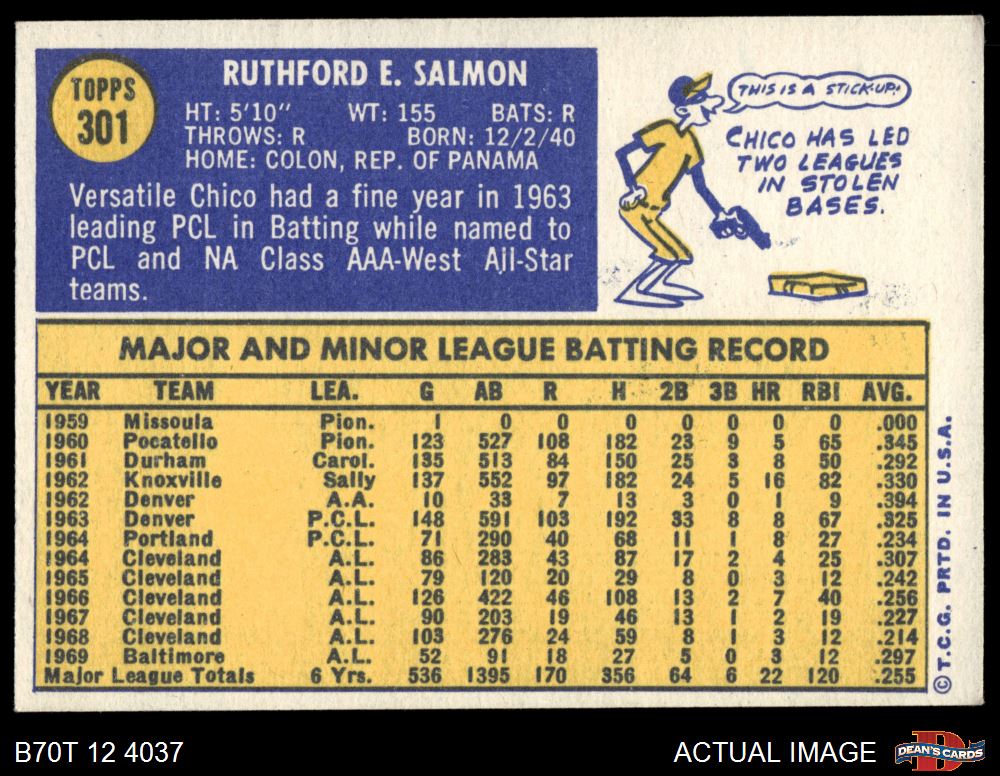 TOPPS
301
RUTHFORD E. SALMON
HT: 5'10" WT: 155 BATS: R
THROWS: R BORN: 12/2/40
HOME: COLON, REP. OF PANAMA
Versatile Chico had a fine year in 1963
leading PCL in Batting while named to
PCL and NA Class AAA-West All-Star
teams.
THIS IS A STICK-UP!
CHICO HAS LED
TWO LEAGUES
IN STOLEN
BASES.
MAJOR AND MINOR LEAGUE BATTING RECORD
YEAR TEAM LEA. G AB R H 2B 3B HR RBI AVG.
1959 Missoula Pion. 1 0 0 0 0 0 0 0 .000
1960 Pocatello Pion. 123 527 108 182 23 9 5 65 .345
1961 Durham Carol. 135 513 84 150 25 3 8 50 .292
1962 Knoxville Sally 137 552 97 182 24 5 16 82 .330
1962 Denver A.A. 10 33 7 13 3 0 1 9 .394
1963 Denver P.C.L. 148 591 103 192 33 8 8 67 .325
1964 Portland P.C.L. 71 290 40 68 11 1 8 27 .234
1964 Cleveland A.L. 86 283 43 87 17 2 4 25 .307
1965 Cleveland A.L. 79 120 20 29 8 0 3 12 .242
1966 Cleveland A.L. 126 422 46 108 13 2 7 40 .256
1967 Cleveland A.L. 90 203 19 46 13 1 2 19 .227
1968 Cleveland A.L. 103 276 24 59 8 1 3 12 .214
1969 Baltimore A.L. 52 91 18 27 5 0 3 12 .297
Major League Totals 6 Yrs. 536 1395 170 356 64 6 22 120 .255
© T.C.G. PRTD. IN U.S.A.
B70T 12 4037
ACTUAL IMAGE
DEAN'S CARDS